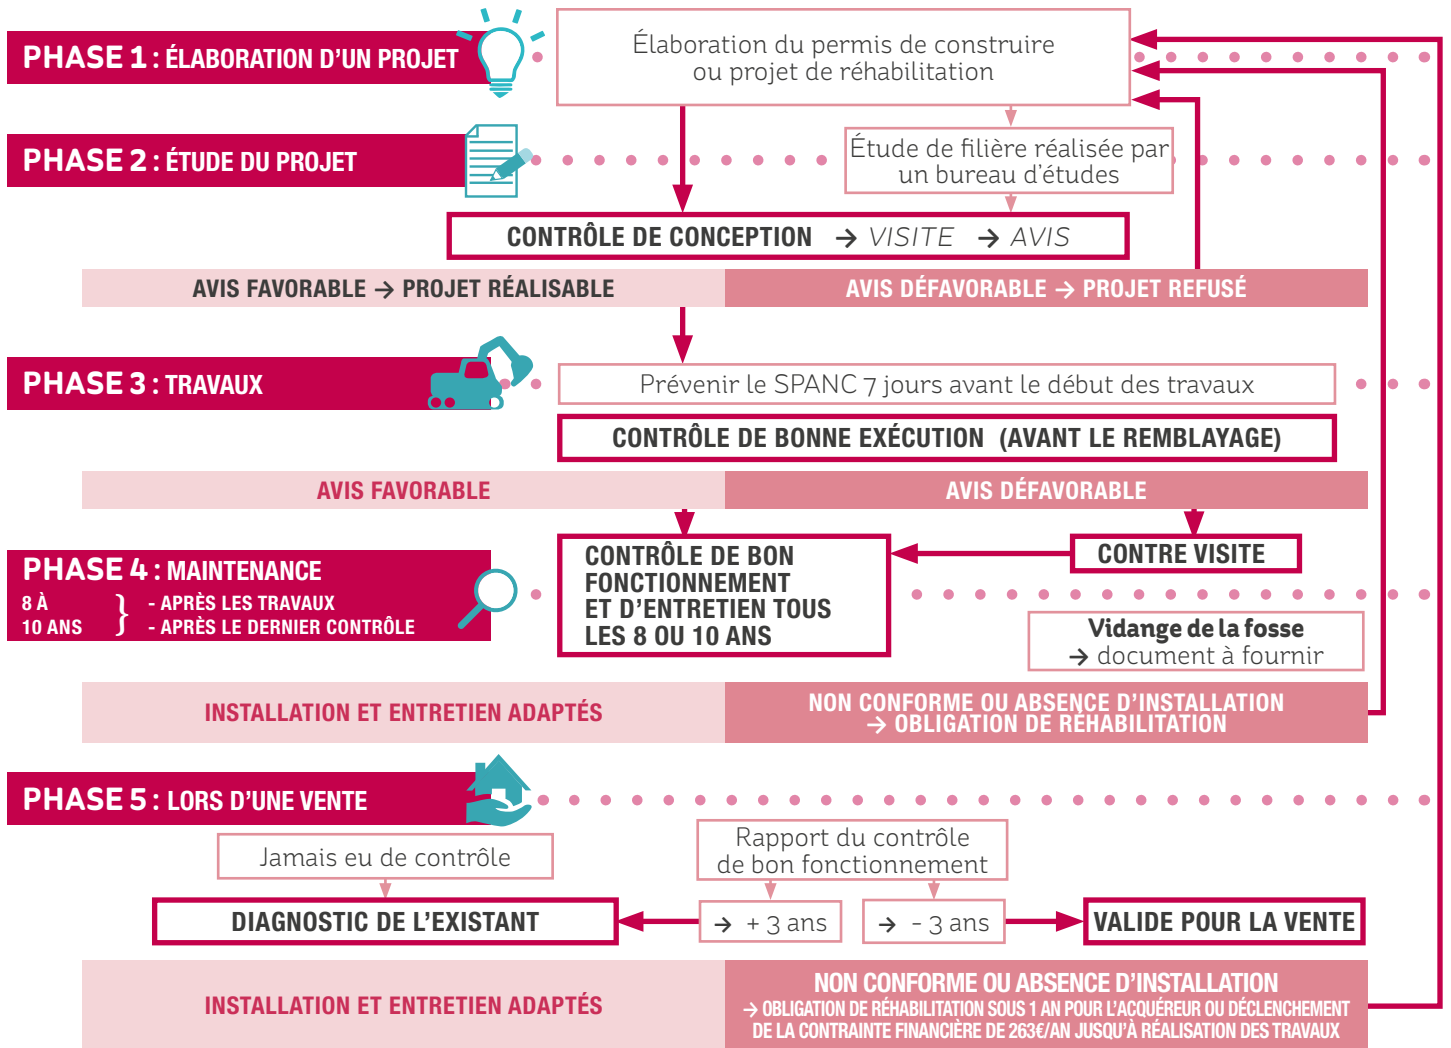 PHASE 1 : ÉLABORATION D'UN PROJET
Élaboration du permis de construire
ou projet de réhabilitation
PHASE 2 : ÉTUDE DU PROJET
Étude de filière réalisée par
un bureau d'études
CONTRÔLE DE CONCEPTION → VISITE → AVIS
AVIS FAVORABLE → PROJET RÉALISABLE
AVIS DÉFAVORABLE → PROJET REFUSÉ
PHASE 3 : TRAVAUX
Prévenir le SPANC 7 jours avant le début des travaux
CONTRÔLE DE BONNE EXÉCUTION (AVANT LE REMBLAYAGE)
AVIS FAVORABLE
AVIS DÉFAVORABLE
PHASE 4 : MAINTENANCE
8 À
10 ANS
}
- APRÈS LES TRAVAUX
- APRÈS LE DERNIER CONTRÔLE
CONTRÔLE DE BON
FONCTIONNEMENT
ET D'ENTRETIEN TOUS
LES 8 OU 10 ANS
CONTRE VISITE
Vidange de la fosse
→ document à fournir
INSTALLATION ET ENTRETIEN ADAPTÉS
NON CONFORME OU ABSENCE D'INSTALLATION
→ OBLIGATION DE RÉHABILITATION
PHASE 5 : LORS D'UNE VENTE
Jamais eu de contrôle
Rapport du contrôle
de bon fonctionnement
DIAGNOSTIC DE L'EXISTANT
→ + 3 ans
→ - 3 ans
VALIDE POUR LA VENTE
INSTALLATION ET ENTRETIEN ADAPTÉS
NON CONFORME OU ABSENCE D'INSTALLATION
→ OBLIGATION DE RÉHABILITATION SOUS 1 AN POUR L'ACQUÉREUR OU DÉCLENCHEMENT
DE LA CONTRAINTE FINANCIÈRE DE 263€/AN JUSQU'À RÉALISATION DES TRAVAUX